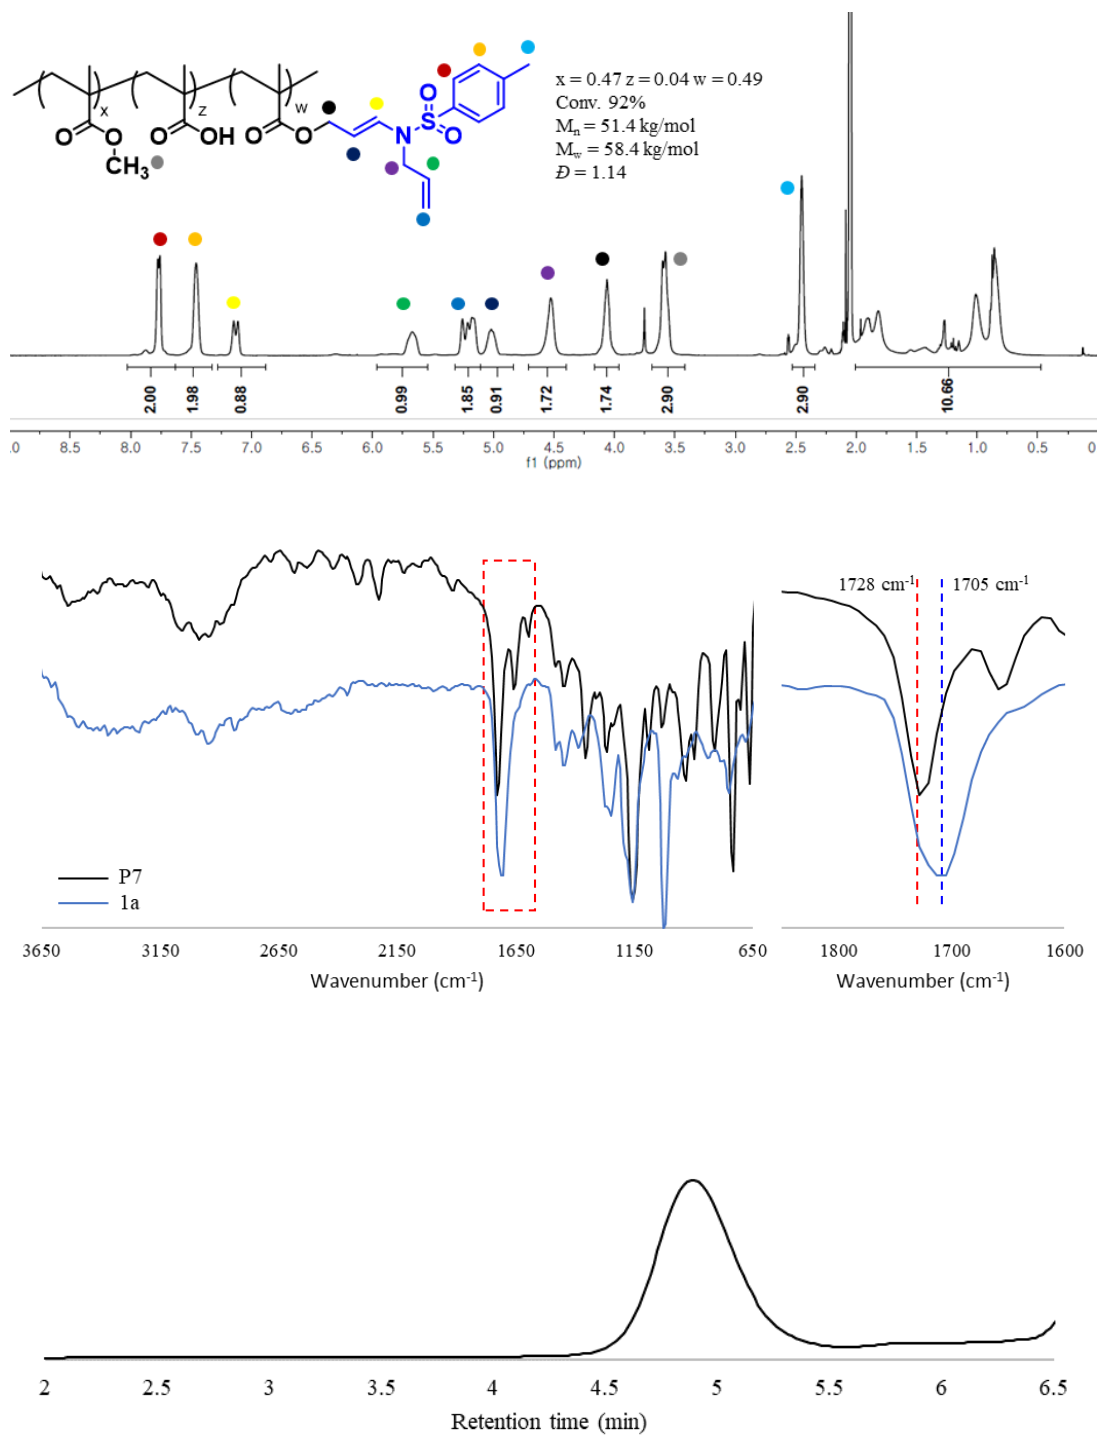 x = 0.47 z = 0.04 w = 0.49
Conv. 92%
Mn = 51.4 kg/mol
Mw = 58.4 kg/mol
Đ = 1.14
x
z
w
O
O
CH3
O
OH
O
O
N
S
O
O
2.00
1.98
0.88
0.99
1.85
0.91
1.72
1.74
2.90
2.90
10.66
.0 8.5 8.0 7.5 7.0 6.5 6.0 5.5 5.0 4.5 4.0 3.5 3.0 2.5 2.0 1.5 1.0 0.5 0
f1 (ppm)
1728 cm-1
1705 cm-1
P7
1a
3650 3150 2650 2150 1650 1150 650
Wavenumber (cm-1)
1800 1700 1600
Wavenumber (cm-1)
2 2.5 3 3.5 4 4.5 5 5.5 6 6.5
Retention time (min)